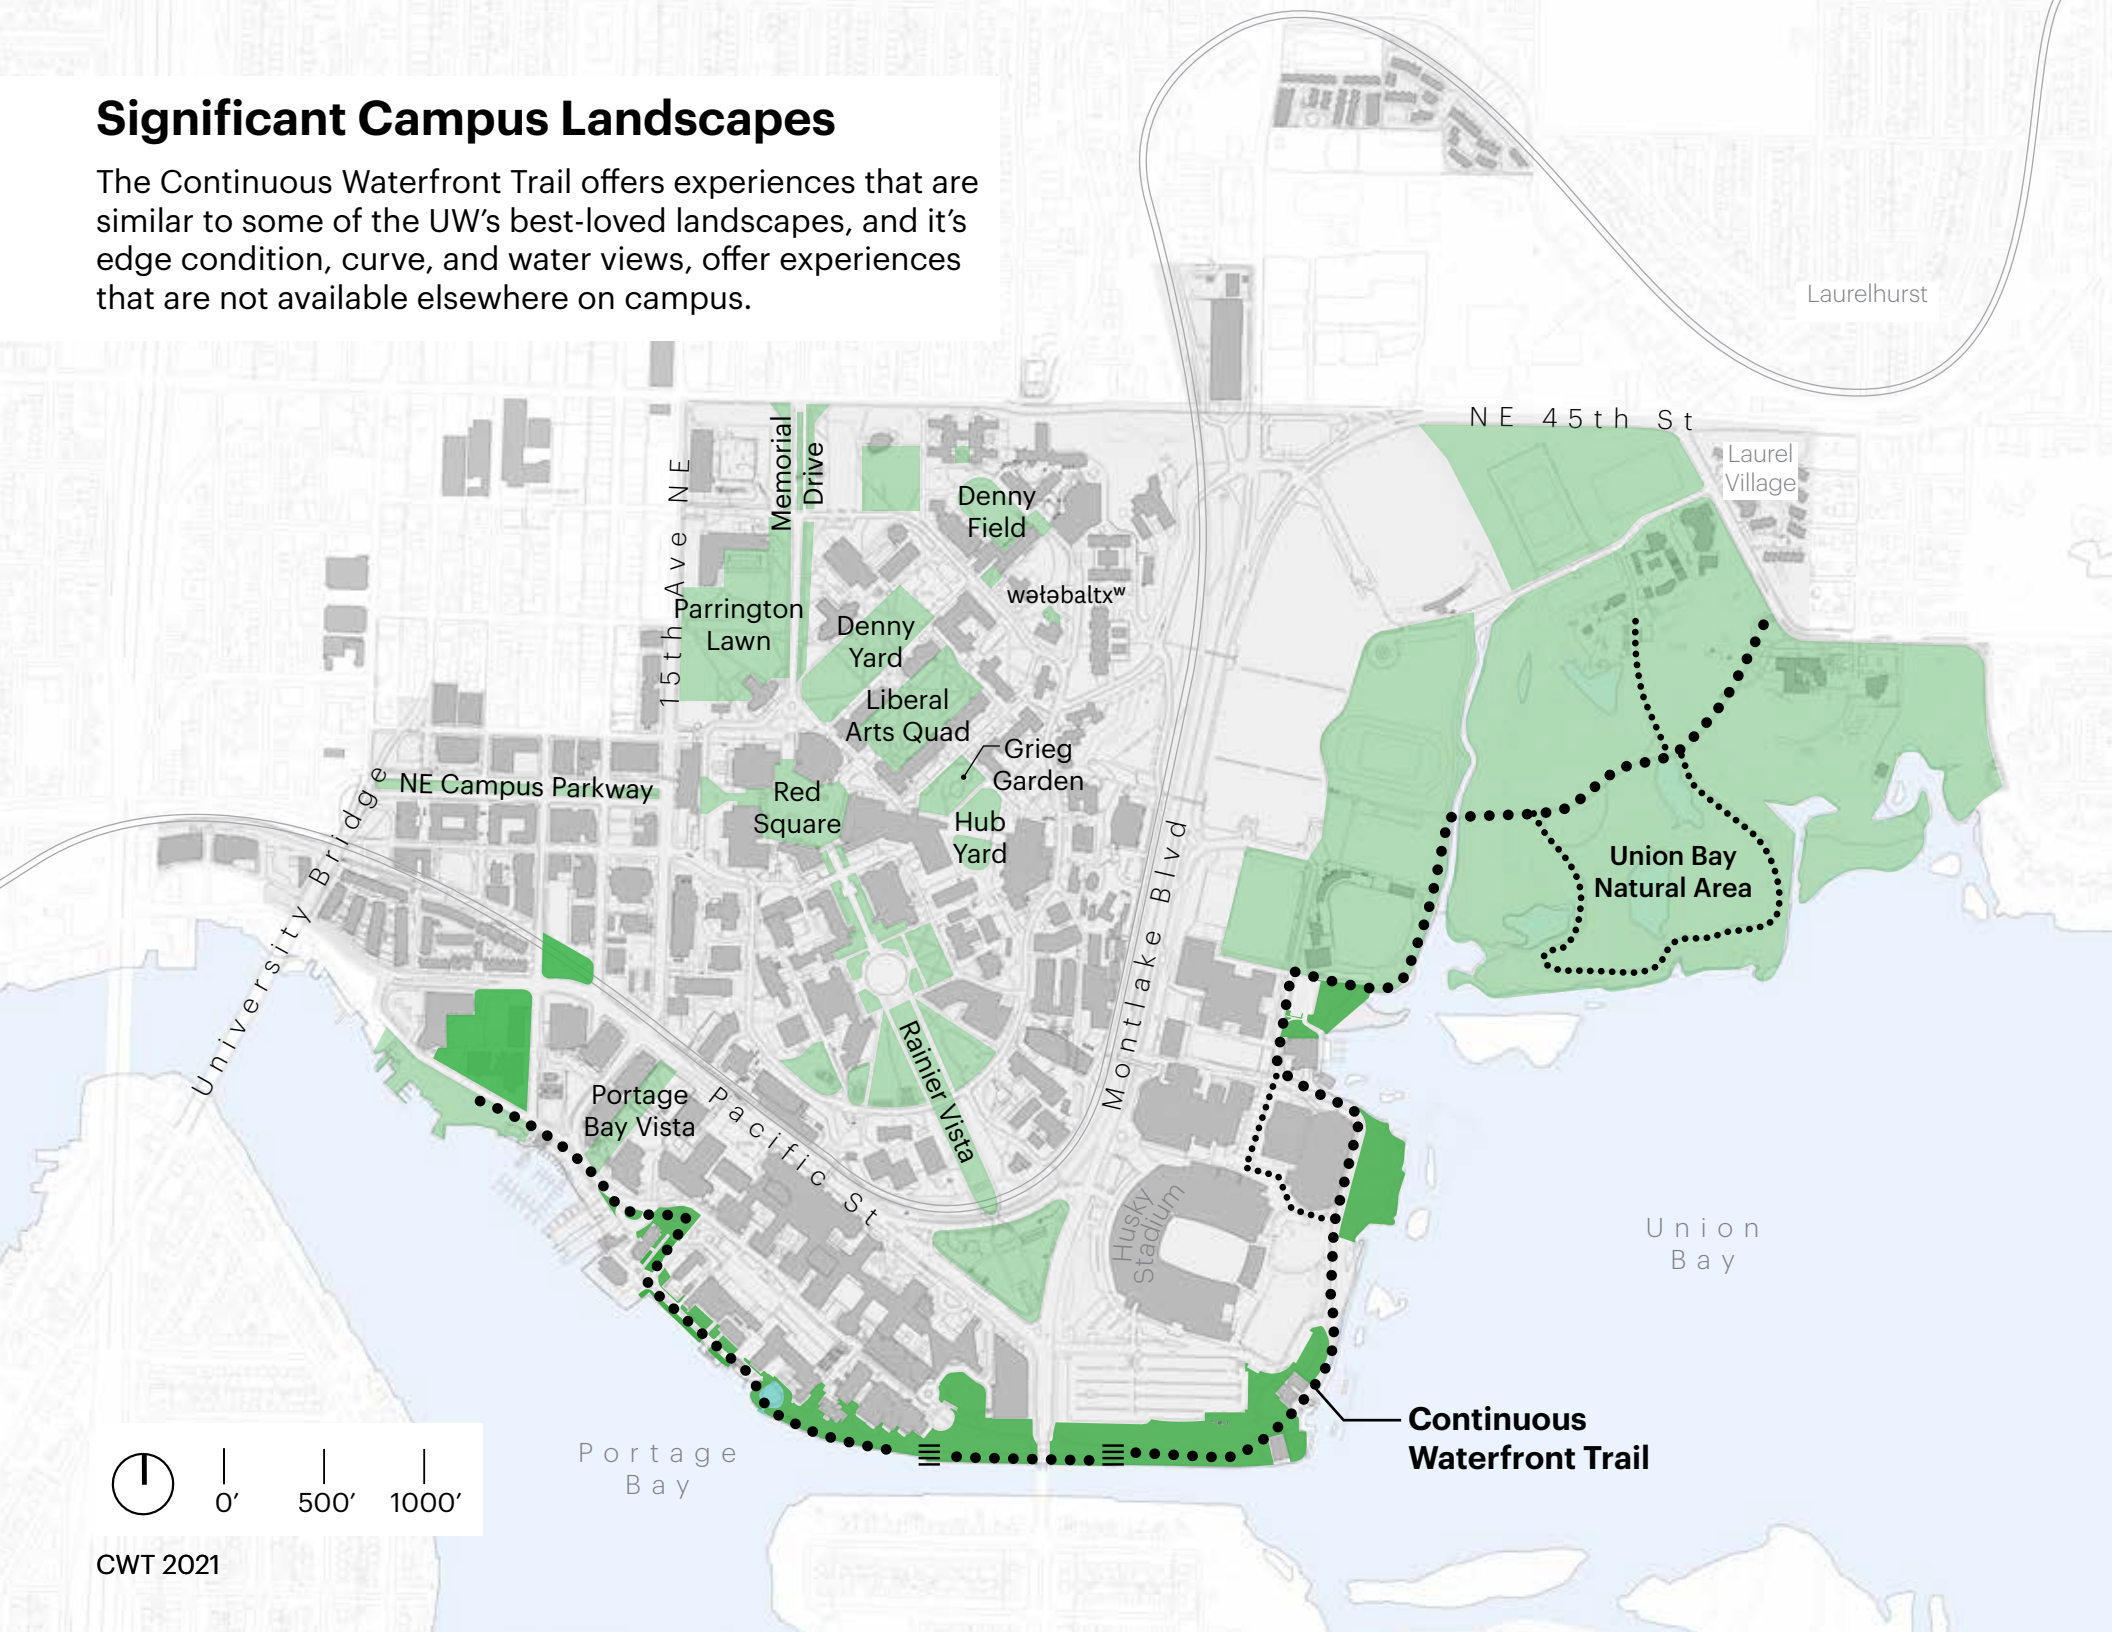 Significant Campus Landscapes
The Continuous Waterfront Trail offers experiences that are
similar to some of the UW’s best-loved landscapes, and it’s
edge condition, curve, and water views, offer experiences
that are not available elsewhere on campus.
Laurelhurst
NE 45th St
Laurel
Village
Memorial
Drive
15th Ave NE
Denny
Field
wəɫəbaltxʷ
Parrington
Lawn
Denny
Yard
Liberal
Arts Quad
Grieg
Garden
NE Campus Parkway
Red
Square
Hub
Yard
University Bridge
Montlake Blvd
Union Bay
Natural Area
Rainier Vista
Portage
Bay Vista
Pacific St
Husky
Stadium
Union
Bay
Continuous
Waterfront Trail
Portage
Bay
0′ 500′ 1000′
CWT 2021